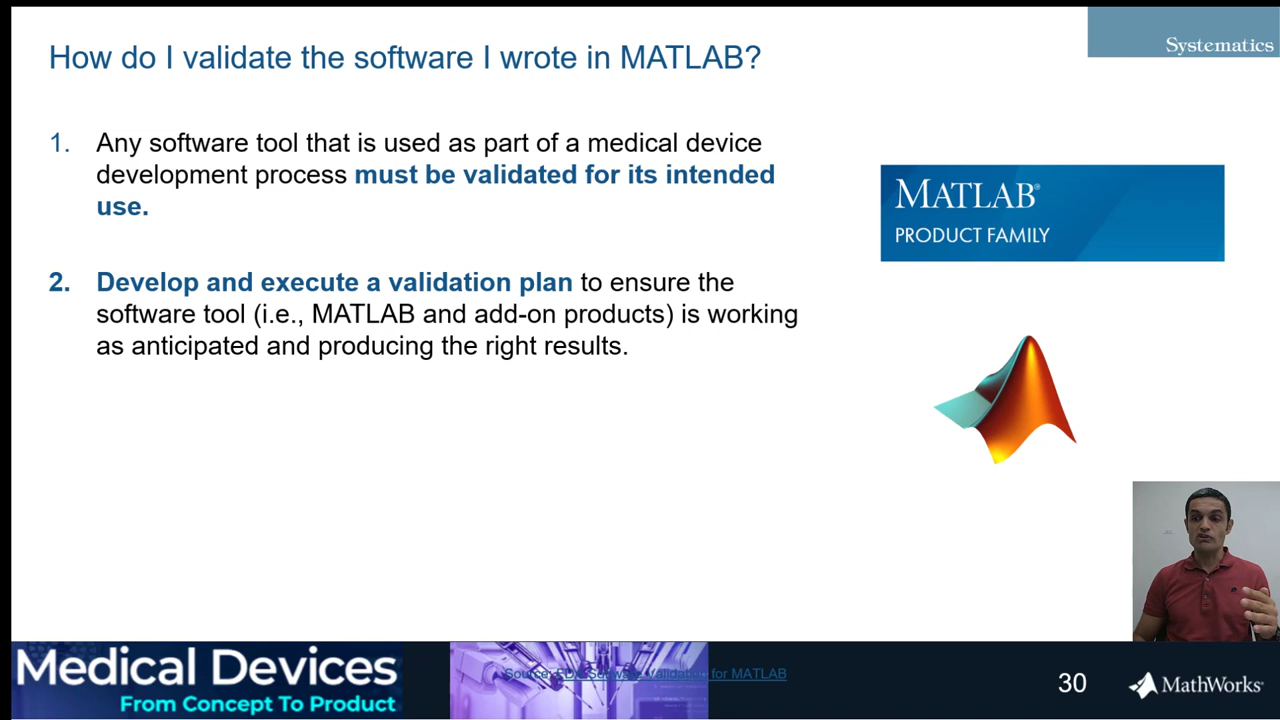 Systematics
How do I validate the software I wrote in MATLAB?
1. Any software tool that is used as part of a medical device
development process must be validated for its intended
use.
2. Develop and execute a validation plan to ensure the
software tool (i.e., MATLAB and add-on products) is working
as anticipated and producing the right results.
MATLAB®
PRODUCT FAMILY
Medical Devices
From Concept To Product
Source: FDA Software Validation for MATLAB
30
MathWorks®